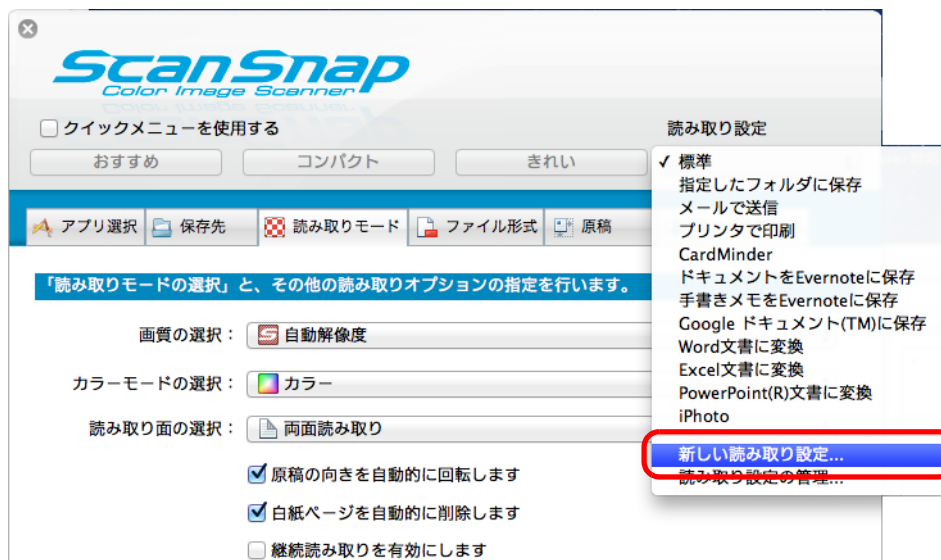 ScanSnap
Color Image Scanner
クイックメニューを使用する
読み取り設定
おすすめ
コンパクト
きれい
✓ 標準
指定したフォルダに保存
メールで送信
プリンタで印刷
CardMinder
ドキュメントをEvernoteに保存
手書きメモをEvernoteに保存
Google ドキュメント(TM)に保存
Word文書に変換
Excel文書に変換
PowerPoint(R)文書に変換
iPhoto
新しい読み取り設定...
読み取り設定の管理...
アプリ選択
保存先
読み取りモード
ファイル形式
原稿
「読み取りモードの選択」と、その他の読み取りオプションの指定を行います。
画質の選択：
自動解像度
カラーモードの選択：
カラー
読み取り面の選択：
両面読み取り
原稿の向きを自動的に回転します
白紙ページを自動的に削除します
継続読み取りを有効にします